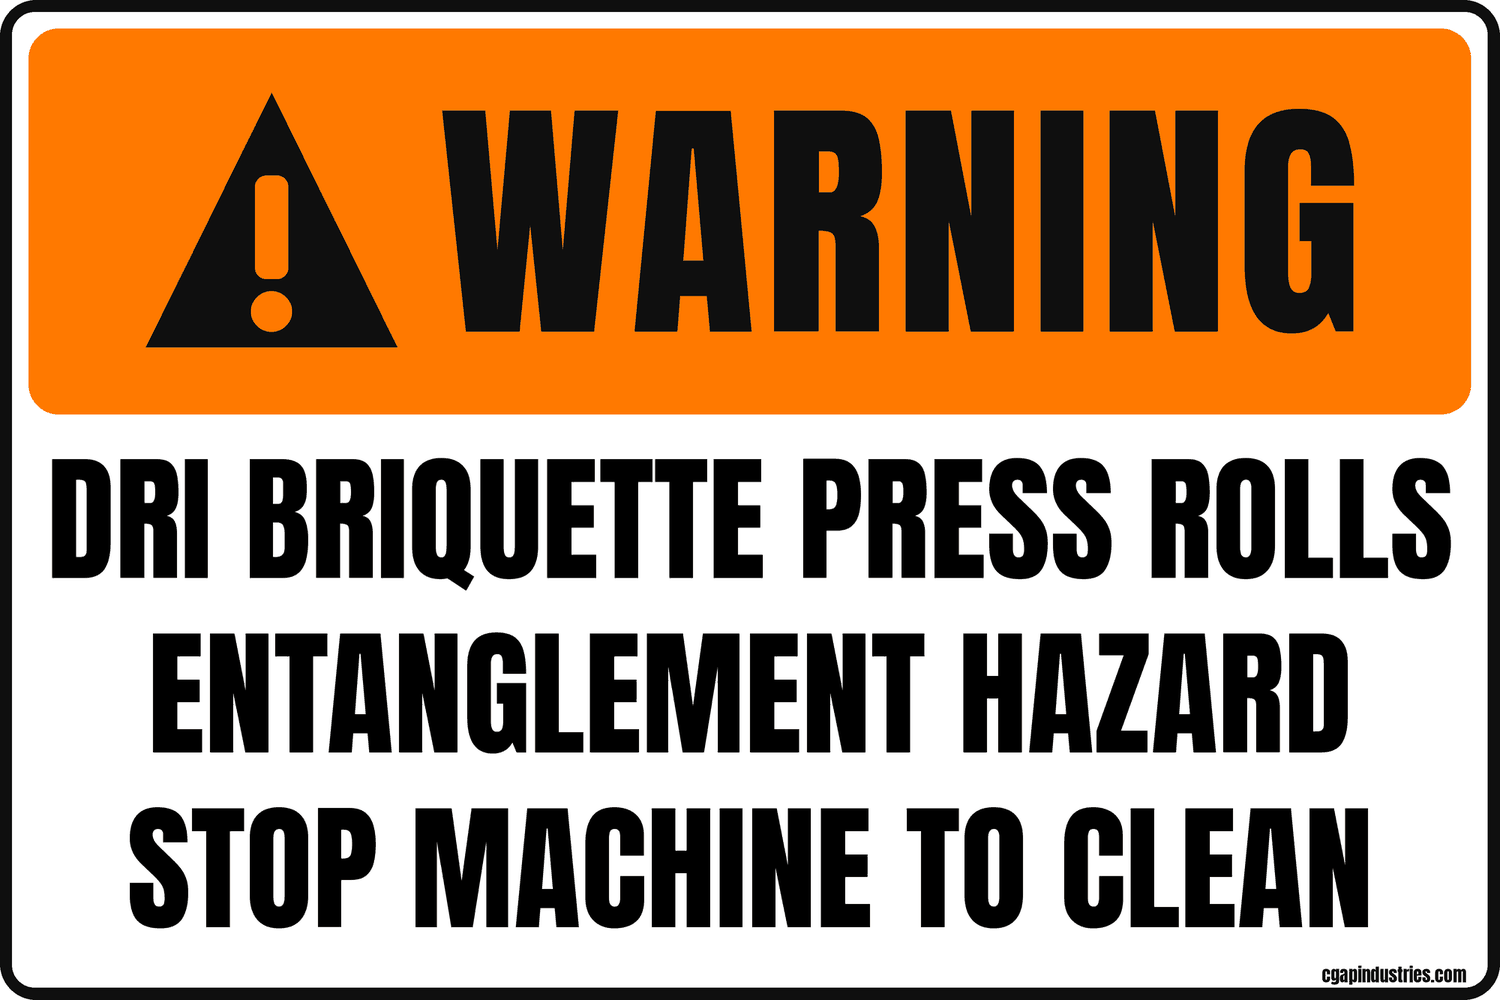 WARNING
DRI BRIQUETTE PRESS ROLLS
ENTANGLEMENT HAZARD
STOP MACHINE TO CLEAN
cgapindustries.com